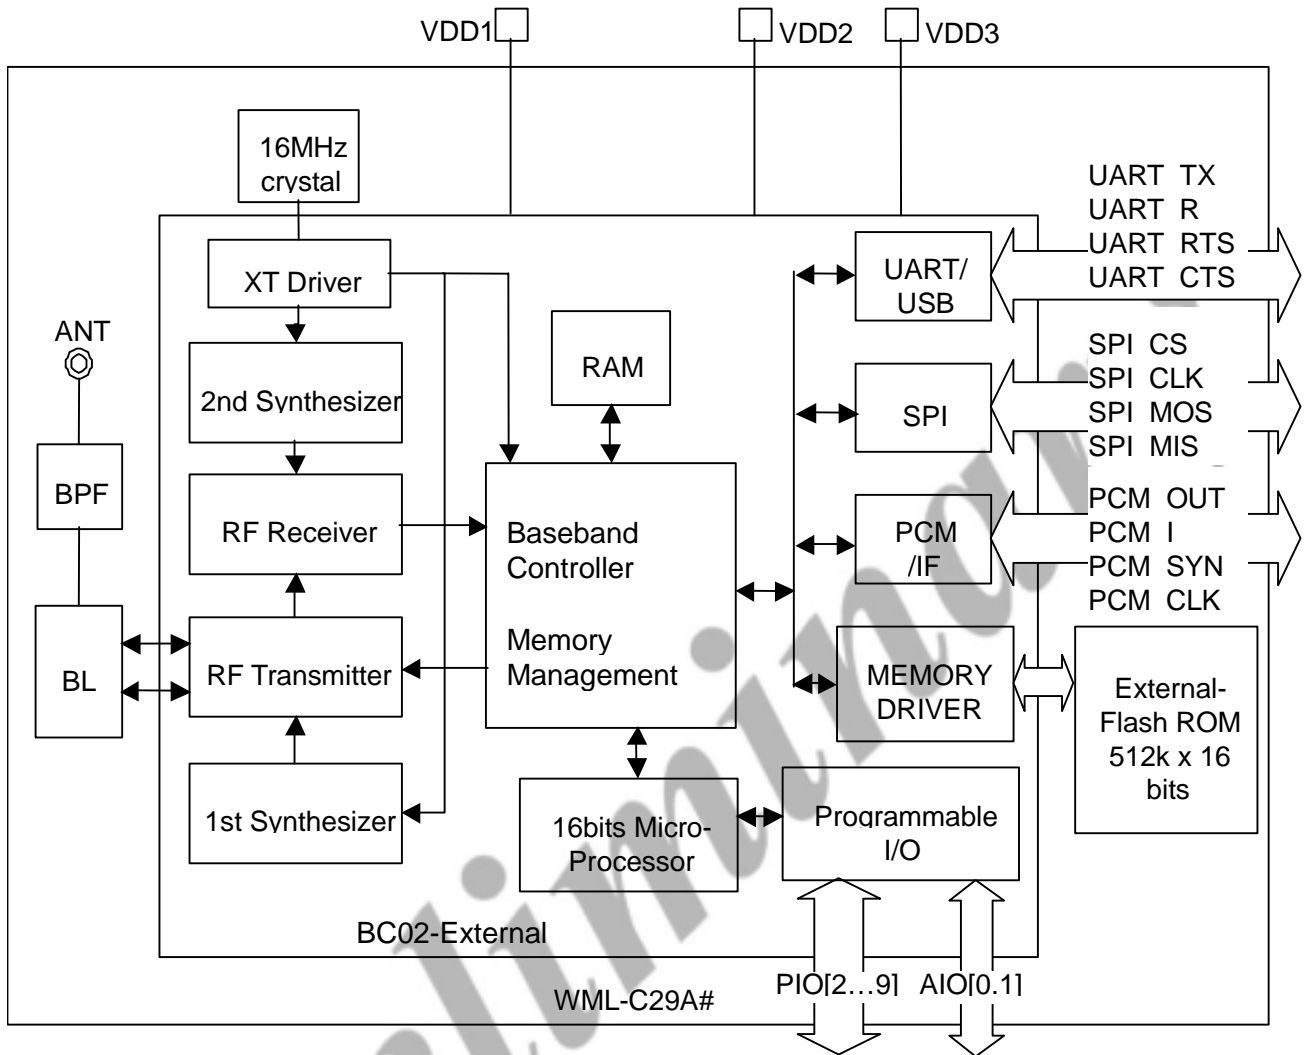 VDD1
VDD2
VDD3
16MHz
crystal
XT Driver
ANT
2nd Synthesizer
BPF
RF Receiver
BL
RF Transmitter
1st Synthesizer
RAM
Baseband
Controller
Memory
Management
16bits Micro-
Processor
UART/
USB
SPI
PCM
/IF
MEMORY
DRIVER
Programmable
I/O
UART TX
UART R
UART RTS
UART CTS
SPI CS
SPI CLK
SPI MOS
SPI MIS
PCM OUT
PCM I
PCM SYN
PCM CLK
External-
Flash ROM
512k x 16
bits
BC02-External
PIO[2…9]
AIO[0.1]
WML-C29A#